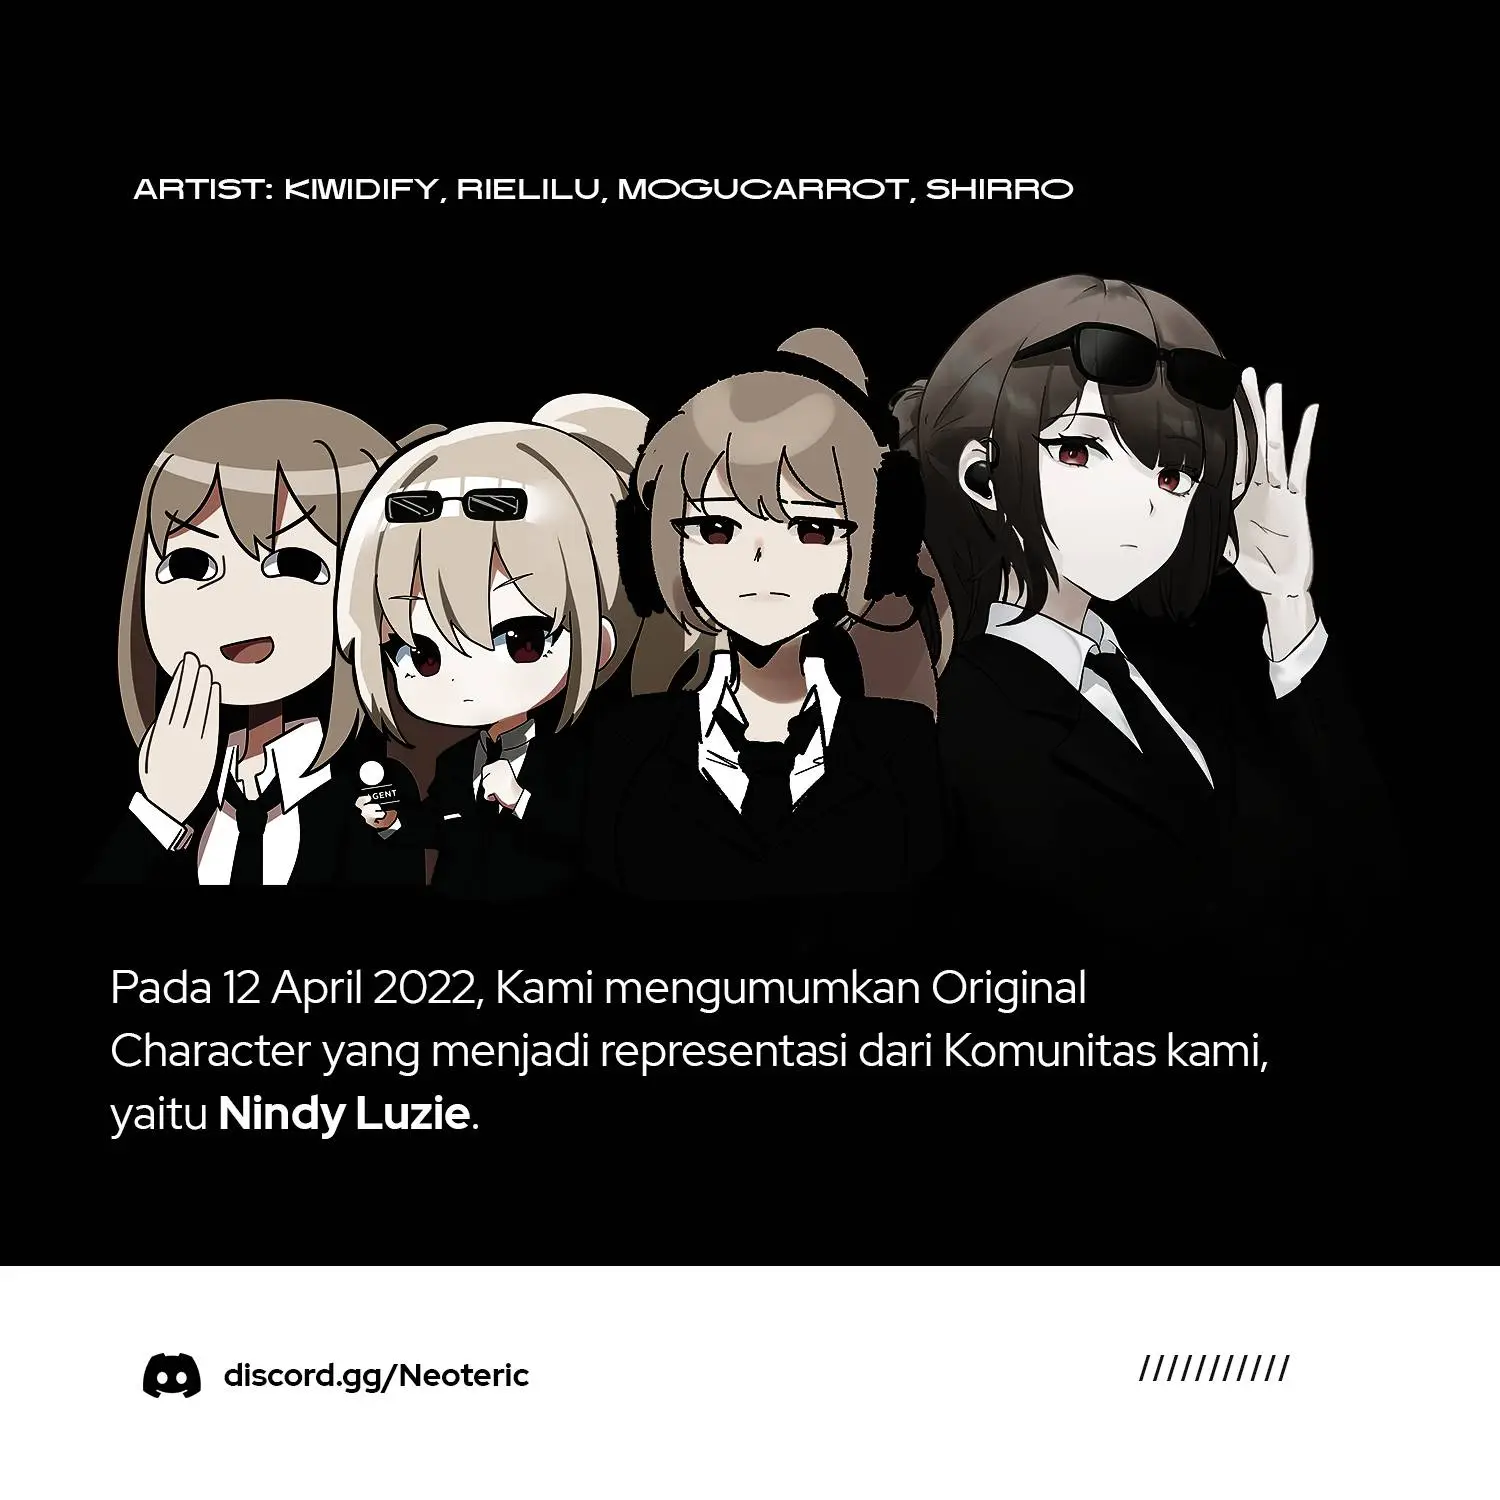 ARTIST: KIWIDIFY, RIELILU, MOGUCARROT, SHIRRO
GENT
Pada 12 April 2022, Kami mengumumkan Original
Character yang menjadi representasi dari Komunitas kami,
yaitu Nindy Luzie.
discord.gg/Neoteric
///////////